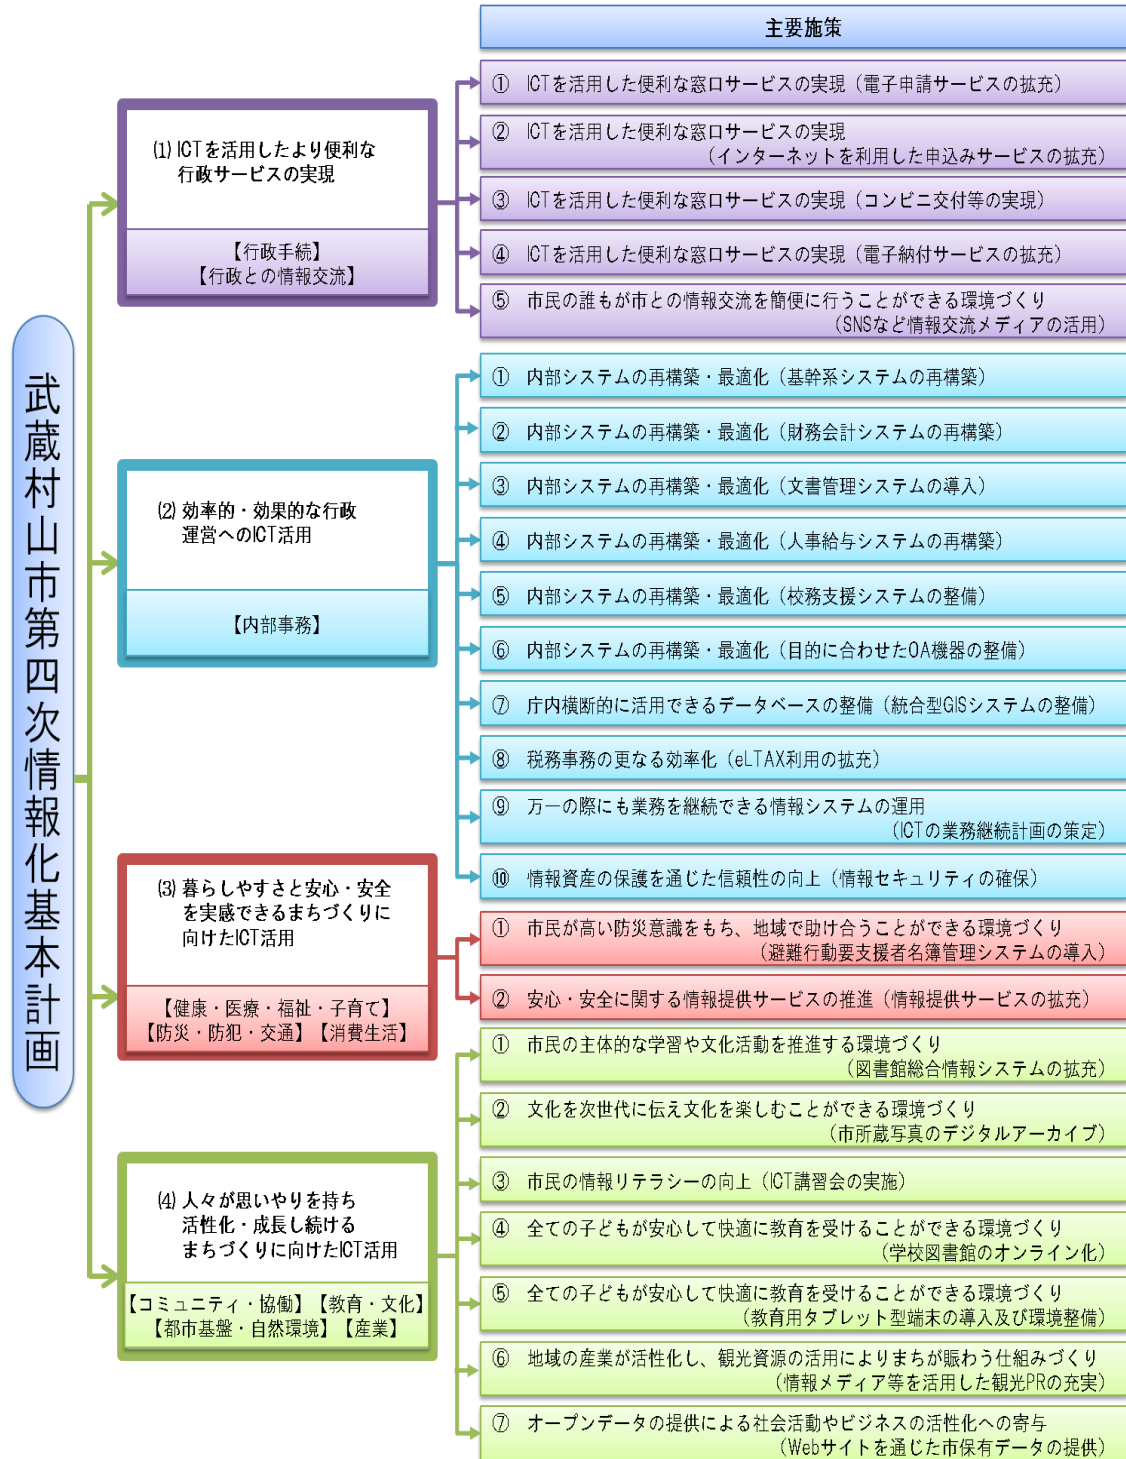 主要施策
武蔵村山市第四次情報化基本計画
(1) ICTを活用したより便利な
行政サービスの実現
【行政手続】
【行政との情報交流】
① ICTを活用した便利な窓口サービスの実現（電子申請サービスの拡充）
② ICTを活用した便利な窓口サービスの実現
（インターネットを利用した申込みサービスの拡充）
③ ICTを活用した便利な窓口サービスの実現（コンビニ交付等の実現）
④ ICTを活用した便利な窓口サービスの実現（電子納付サービスの拡充）
⑤ 市民の誰もが市との情報交流を簡便に行うことができる環境づくり
（SNSなど情報交流メディアの活用）
(2) 効率的・効果的な行政
運営へのICT活用
【内部事務】
① 内部システムの再構築・最適化（基幹系システムの再構築）
② 内部システムの再構築・最適化（財務会計システムの再構築）
③ 内部システムの再構築・最適化（文書管理システムの導入）
④ 内部システムの再構築・最適化（人事給与システムの再構築）
⑤ 内部システムの再構築・最適化（校務支援システムの整備）
⑥ 内部システムの再構築・最適化（目的に合わせたOA機器の整備）
⑦ 庁内横断的に活用できるデータベースの整備（統合型GISシステムの整備）
⑧ 税務事務の更なる効率化（eLTAX利用の拡充）
⑨ 万一の際にも業務を継続できる情報システムの運用
（ICTの業務継続計画の策定）
⑩ 情報資産の保護を通じた信頼性の向上（情報セキュリティの確保）
(3) 暮らしやすさと安心・安全
を実感できるまちづくりに
向けたICT活用
【健康・医療・福祉・子育て】
【防災・防犯・交通】【消費生活】
① 市民が高い防災意識をもち、地域で助け合うことができる環境づくり
（避難行動要支援者名簿管理システムの導入）
② 安心・安全に関する情報提供サービスの推進（情報提供サービスの拡充）
(4) 人々が思いやりを持ち
活性化・成長し続ける
まちづくりに向けたICT活用
【コミュニティ・協働】【教育・文化】
【都市基盤・自然環境】【産業】
① 市民の主体的な学習や文化活動を推進する環境づくり
（図書館総合情報システムの拡充）
② 文化を次世代に伝え文化を楽しむことができる環境づくり
（市所蔵写真のデジタルアーカイブ）
③ 市民の情報リテラシーの向上（ICT講習会の実施）
④ 全ての子どもが安心して快適に教育を受けることができる環境づくり
（学校図書館のオンライン化）
⑤ 全ての子どもが安心して快適に教育を受けることができる環境づくり
（教育用タブレット型端末の導入及び環境整備）
⑥ 地域の産業が活性化し、観光資源の活用によりまちが賑わう仕組みづくり
（情報メディア等を活用した観光PRの充実）
⑦ オープンデータの提供による社会活動やビジネスの活性化への寄与
（Webサイトを通じた市保有データの提供）